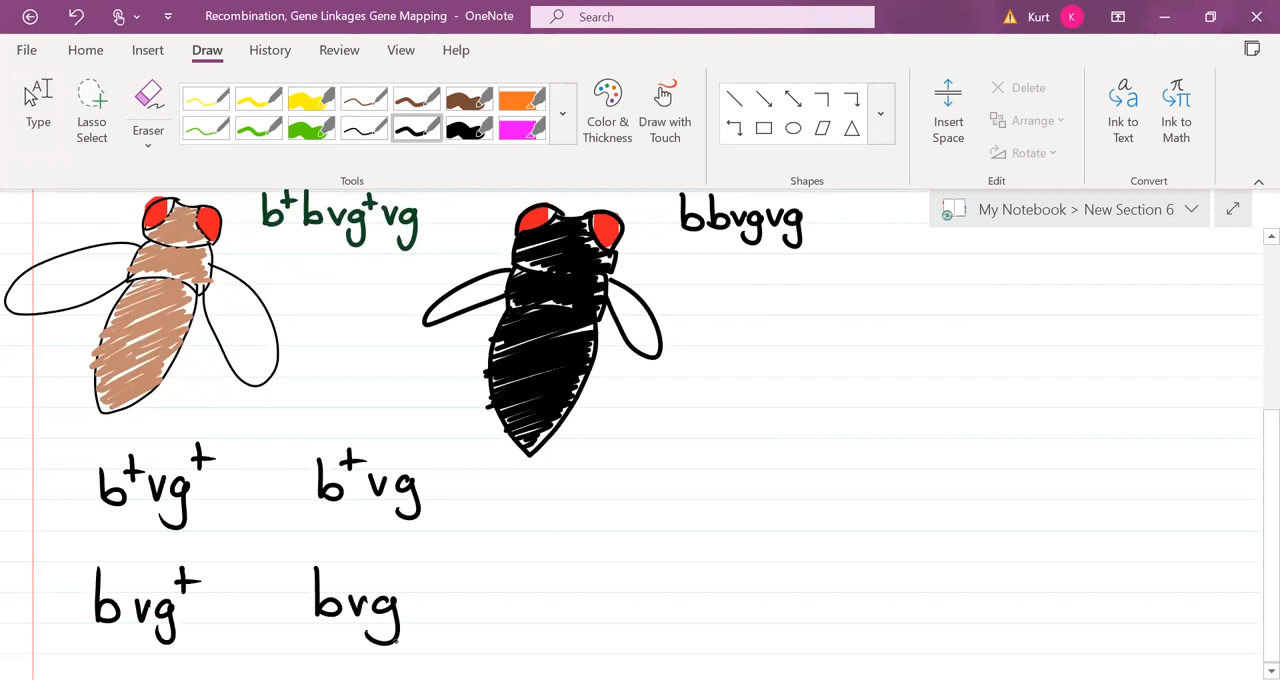 Recombination, Gene Linkages Gene Mapping - OneNote
Search
Kurt
K
File Home Insert Draw History Review View Help
Type
Lasso Select
Eraser
Color & Thickness
Draw with Touch
Insert Space
Delete
Arrange
Rotate
Ink to Text
Ink to Math
Tools
Shapes
Edit
Convert
My Notebook > New Section 6
b⁺bvg⁺vg
bbvgvg
b⁺vg⁺ b⁺vg
bvg⁺ bvg